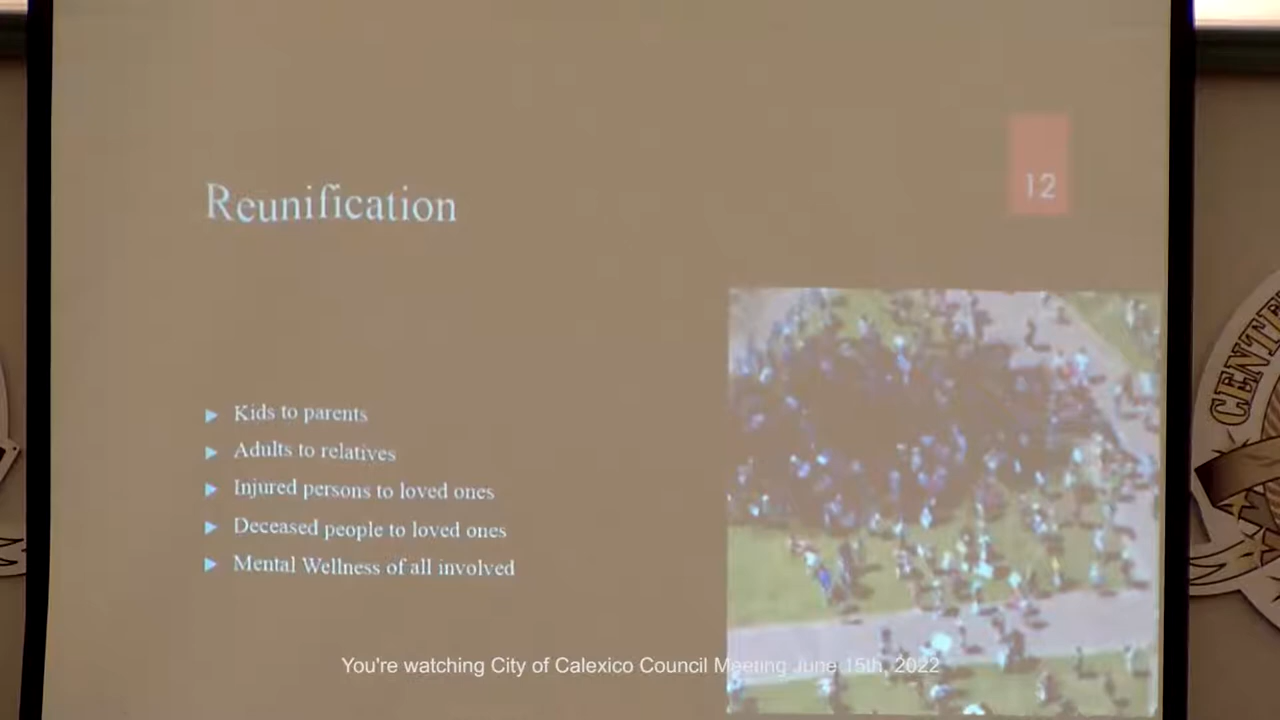 Reunification
12
Kids to parents
Adults to relatives
Injured persons to loved ones
Deceased people to loved ones
Mental Wellness of all involved
CENTE
You're watching City of Calexico Council Meeting June 15th, 2022